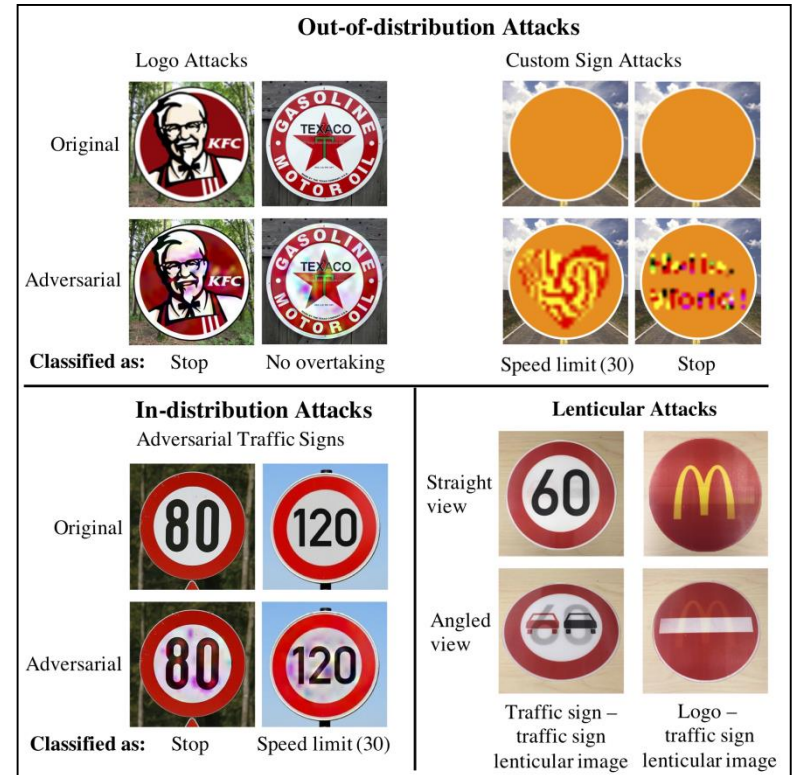 Out-of-distribution Attacks
Logo Attacks
Custom Sign Attacks
Original
KFC
GASOLINE
TEXACO
T
MOTOR OIL
Adversarial
KFC
GASOLINE
TEXACO
T
MOTOR OIL
Hello,
World!
Classified as: Stop No overtaking Speed limit (30) Stop
In-distribution Attacks
Adversarial Traffic Signs
Original
80
120
Adversarial
80
120
Classified as: Stop Speed limit (30)
Lenticular Attacks
Straight
view
60
M
Angled
view
60
M
Traffic sign –
traffic sign
lenticular image
Logo –
traffic sign
lenticular image